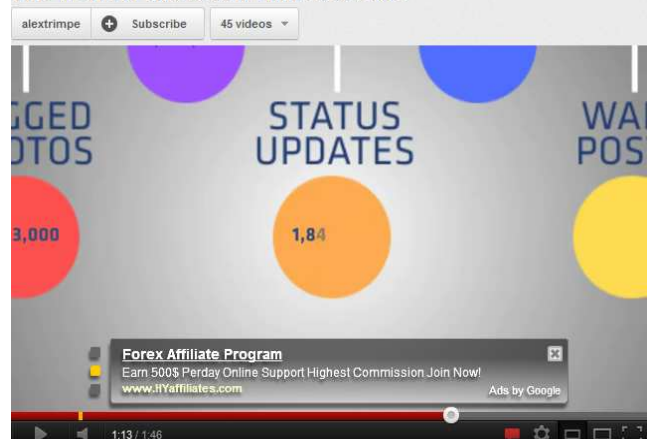 alextrimpe Subscribe 45 videos
GGED
OTOS
STATUS
UPDATES
WAL
POS
3,000
1,84
Forex Affiliate Program
Earn 500$ Perday Online Support Highest Commission Join Now!
www.HYaffiliates.com
Ads by Google
1:13 / 1:46